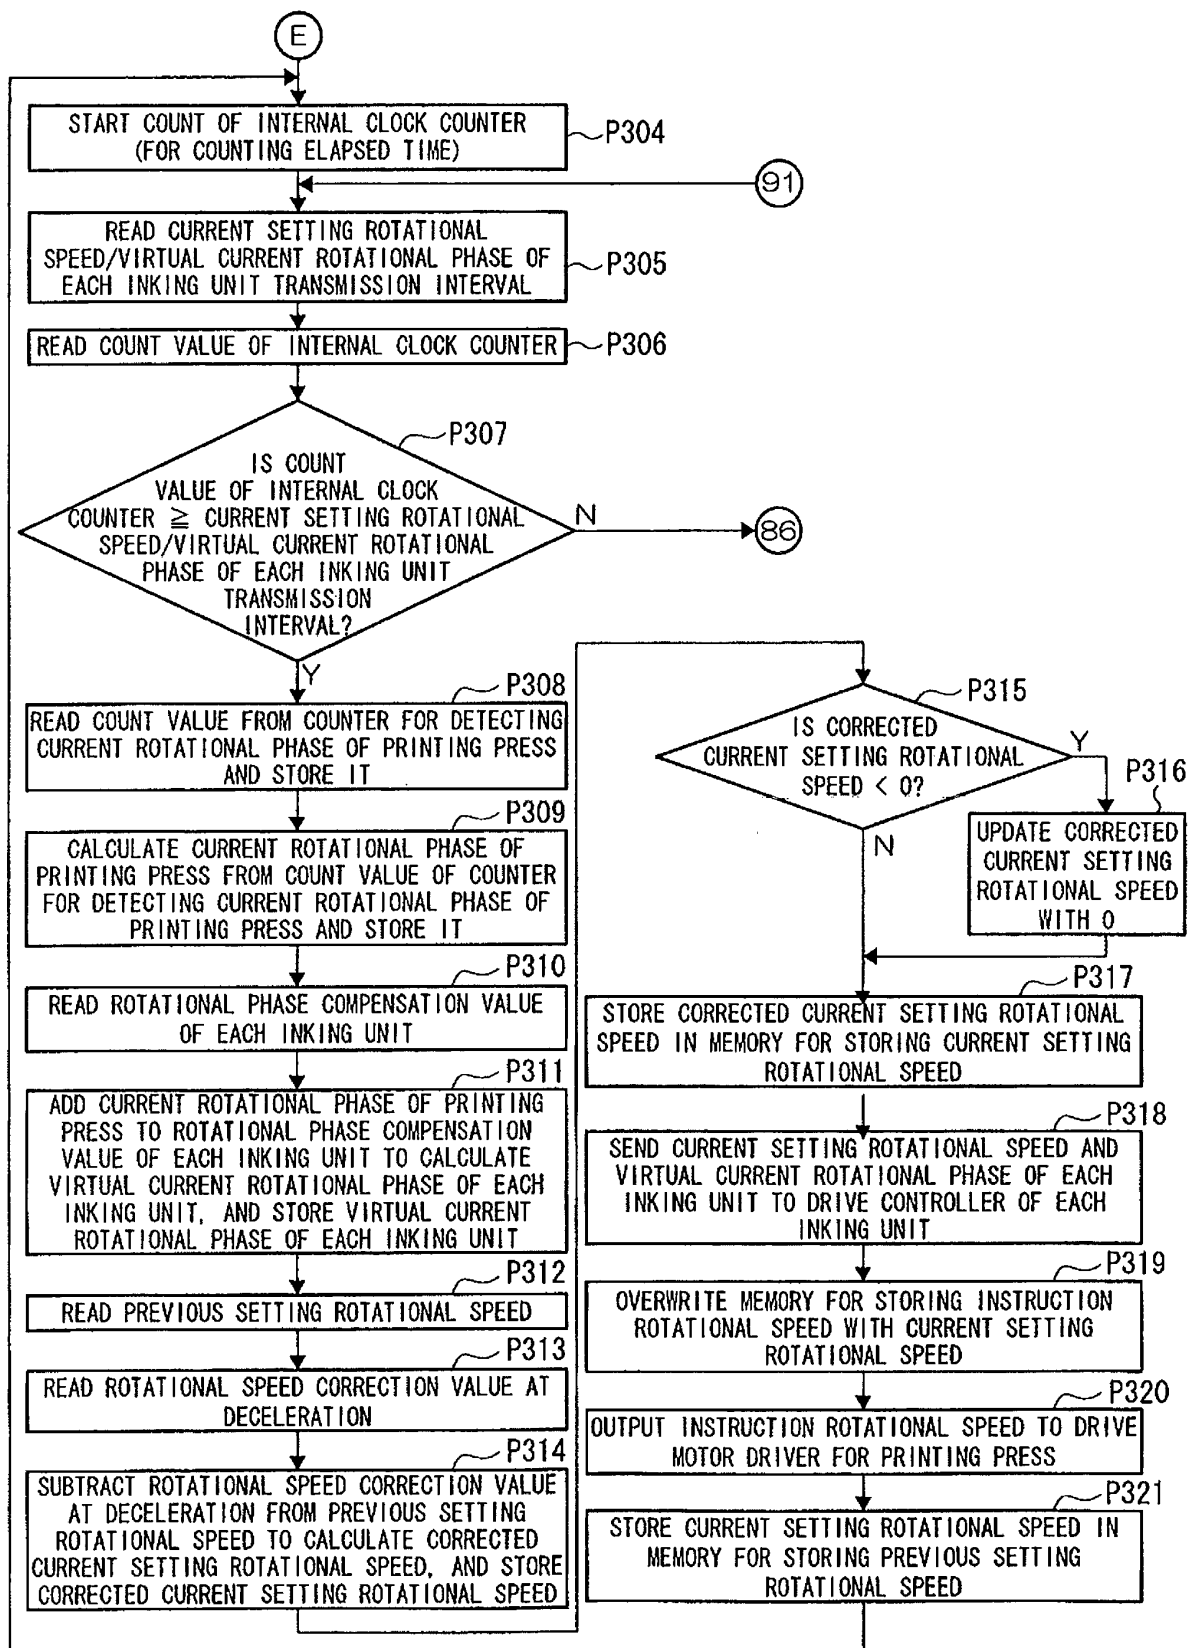 E
START COUNT OF INTERNAL CLOCK COUNTER
(FOR COUNTING ELAPSED TIME)
P304
91
READ CURRENT SETTING ROTATIONAL
SPEED/VIRTUAL CURRENT ROTATIONAL PHASE OF
EACH INKING UNIT TRANSMISSION INTERVAL
P305
READ COUNT VALUE OF INTERNAL CLOCK COUNTER
P306
P307
IS COUNT
VALUE OF INTERNAL CLOCK
COUNTER ≧ CURRENT SETTING ROTATIONAL
SPEED/VIRTUAL CURRENT ROTATIONAL
PHASE OF EACH INKING UNIT
TRANSMISSION
INTERVAL?
N
86
Y
P308
READ COUNT VALUE FROM COUNTER FOR DETECTING
CURRENT ROTATIONAL PHASE OF PRINTING PRESS
AND STORE IT
P309
CALCULATE CURRENT ROTATIONAL PHASE OF
PRINTING PRESS FROM COUNT VALUE OF COUNTER
FOR DETECTING CURRENT ROTATIONAL PHASE OF
PRINTING PRESS AND STORE IT
P310
READ ROTATIONAL PHASE COMPENSATION VALUE
OF EACH INKING UNIT
P311
ADD CURRENT ROTATIONAL PHASE OF PRINTING
PRESS TO ROTATIONAL PHASE COMPENSATION
VALUE OF EACH INKING UNIT TO CALCULATE
VIRTUAL CURRENT ROTATIONAL PHASE OF EACH
INKING UNIT, AND STORE VIRTUAL CURRENT
ROTATIONAL PHASE OF EACH INKING UNIT
P312
READ PREVIOUS SETTING ROTATIONAL SPEED
P313
READ ROTATIONAL SPEED CORRECTION VALUE AT
DECELERATION
P314
SUBTRACT ROTATIONAL SPEED CORRECTION VALUE
AT DECELERATION FROM PREVIOUS SETTING
ROTATIONAL SPEED TO CALCULATE CORRECTED
CURRENT SETTING ROTATIONAL SPEED, AND STORE
CORRECTED CURRENT SETTING ROTATIONAL SPEED
P315
IS CORRECTED
CURRENT SETTING ROTATIONAL
SPEED < 0?
Y
N
P316
UPDATE CORRECTED
CURRENT SETTING
ROTATIONAL SPEED
WITH 0
P317
STORE CORRECTED CURRENT SETTING ROTATIONAL
SPEED IN MEMORY FOR STORING CURRENT SETTING
ROTATIONAL SPEED
P318
SEND CURRENT SETTING ROTATIONAL SPEED AND
VIRTUAL CURRENT ROTATIONAL PHASE OF EACH
INKING UNIT TO DRIVE CONTROLLER OF EACH
INKING UNIT
P319
OVERWRITE MEMORY FOR STORING INSTRUCTION
ROTATIONAL SPEED WITH CURRENT SETTING
ROTATIONAL SPEED
P320
OUTPUT INSTRUCTION ROTATIONAL SPEED TO DRIVE
MOTOR DRIVER FOR PRINTING PRESS
P321
STORE CURRENT SETTING ROTATIONAL SPEED IN
MEMORY FOR STORING PREVIOUS SETTING
ROTATIONAL SPEED